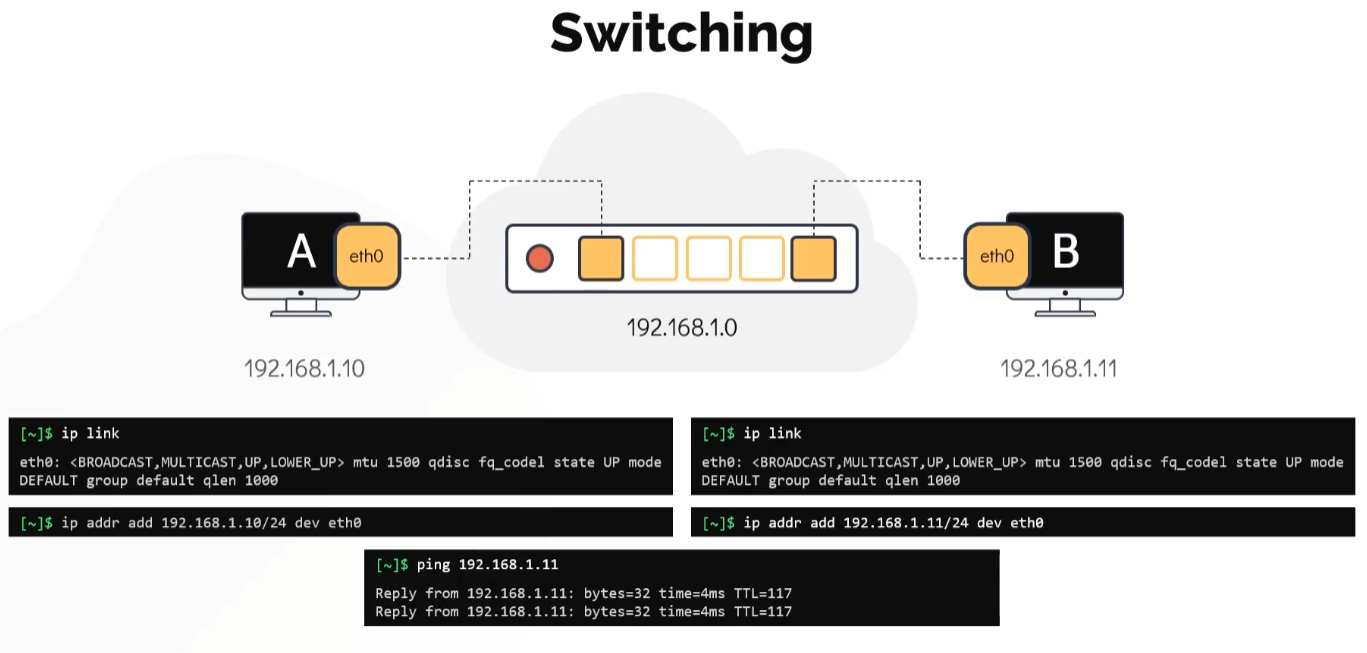 Switching
A
eth0
eth0
B
192.168.1.0
192.168.1.10
192.168.1.11
[~]$ ip link
eth0: <BROADCAST,MULTICAST,UP,LOWER_UP> mtu 1500 qdisc fq_codel state UP mode
DEFAULT group default qlen 1000
[~]$ ip addr add 192.168.1.10/24 dev eth0
[~]$ ip link
eth0: <BROADCAST,MULTICAST,UP,LOWER_UP> mtu 1500 qdisc fq_codel state UP mode
DEFAULT group default qlen 1000
[~]$ ip addr add 192.168.1.11/24 dev eth0
[~]$ ping 192.168.1.11
Reply from 192.168.1.11: bytes=32 time=4ms TTL=117
Reply from 192.168.1.11: bytes=32 time=4ms TTL=117